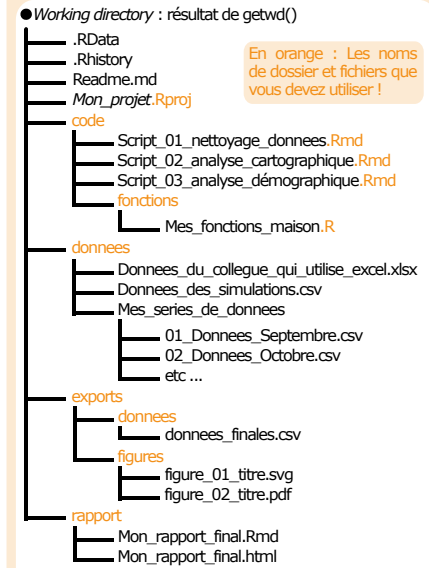 Working directory : résultat de getwd()
.RData
.Rhistory
Readme.md
Mon_projet.Rproj
En orange : Les noms
de dossier et fichiers que
vous devez utiliser !
code
Script_01_nettoyage_donnees.Rmd
Script_02_analyse_cartographique.Rmd
Script_03_analyse_démographique.Rmd
fonctions
Mes_fonctions_maison.R
donnees
Donnees_du_collegue_qui_utilise_excel.xlsx
Donnees_des_simulations.csv
Mes_series_de_donnees
01_Donnees_Septembre.csv
02_Donnees_Octobre.csv
etc ...
exports
donnees
donnees_finales.csv
figures
figure_01_titre.svg
figure_02_titre.pdf
rapport
Mon_rapport_final.Rmd
Mon_rapport_final.html